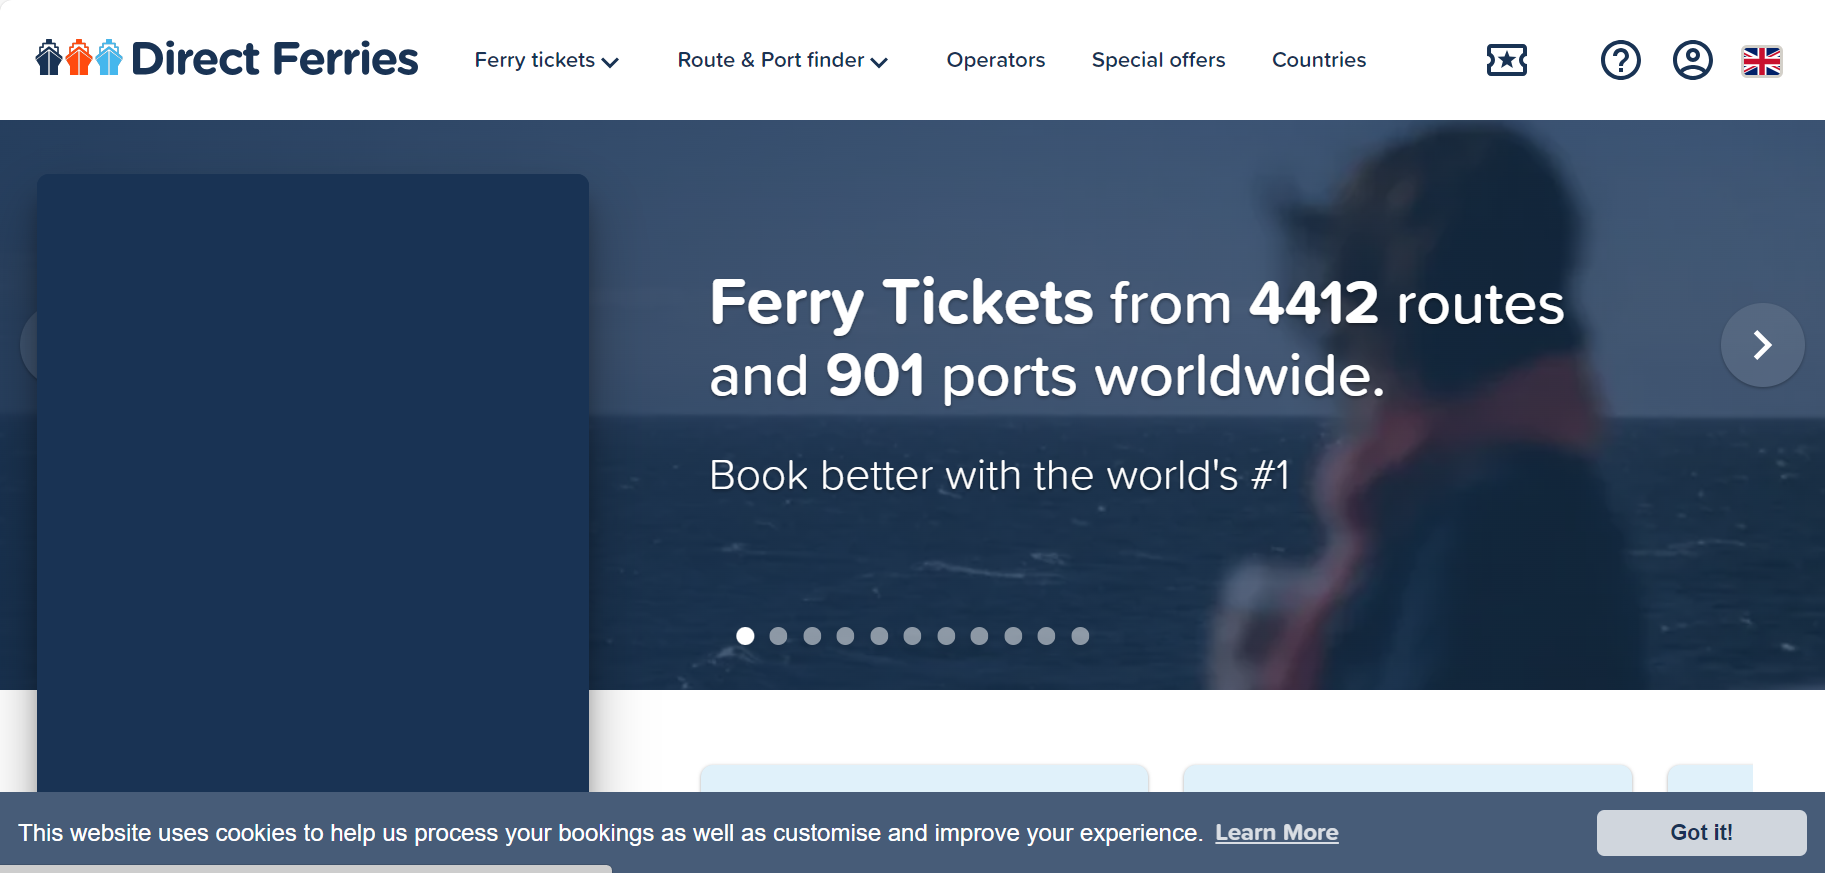 Direct Ferries
Ferry tickets
Route & Port finder
Operators
Special offers
Countries
Ferry Tickets from 4412 routes
and 901 ports worldwide.
Book better with the world's #1
This website uses cookies to help us process your bookings as well as customise and improve your experience. Learn More
Got it!